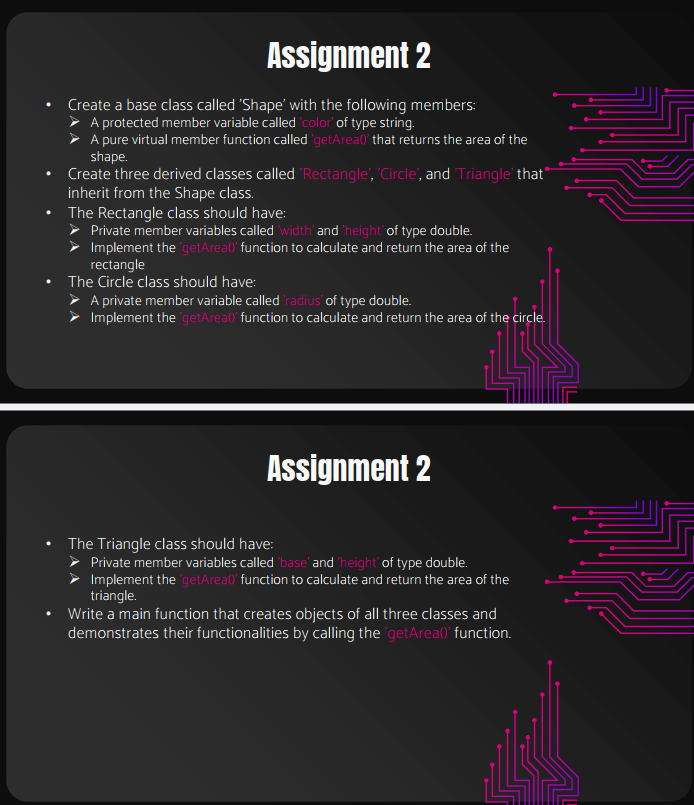 Assignment 2
• Create a base class called 'Shape' with the following members:
➢ A protected member variable called 'color' of type string.
➢ A pure virtual member function called 'getArea()' that returns the area of the
shape.
• Create three derived classes called 'Rectangle', 'Circle', and 'Triangle' that
inherit from the Shape class.
• The Rectangle class should have:
➢ Private member variables called 'width' and 'height' of type double.
➢ Implement the 'getArea()' function to calculate and return the area of the
rectangle
• The Circle class should have:
➢ A private member variable called 'radius' of type double.
➢ Implement the 'getArea()' function to calculate and return the area of the circle.
Assignment 2
• The Triangle class should have:
➢ Private member variables called 'base' and 'height' of type double.
➢ Implement the 'getArea()' function to calculate and return the area of the
triangle.
• Write a main function that creates objects of all three classes and
demonstrates their functionalities by calling the 'getArea()' function.